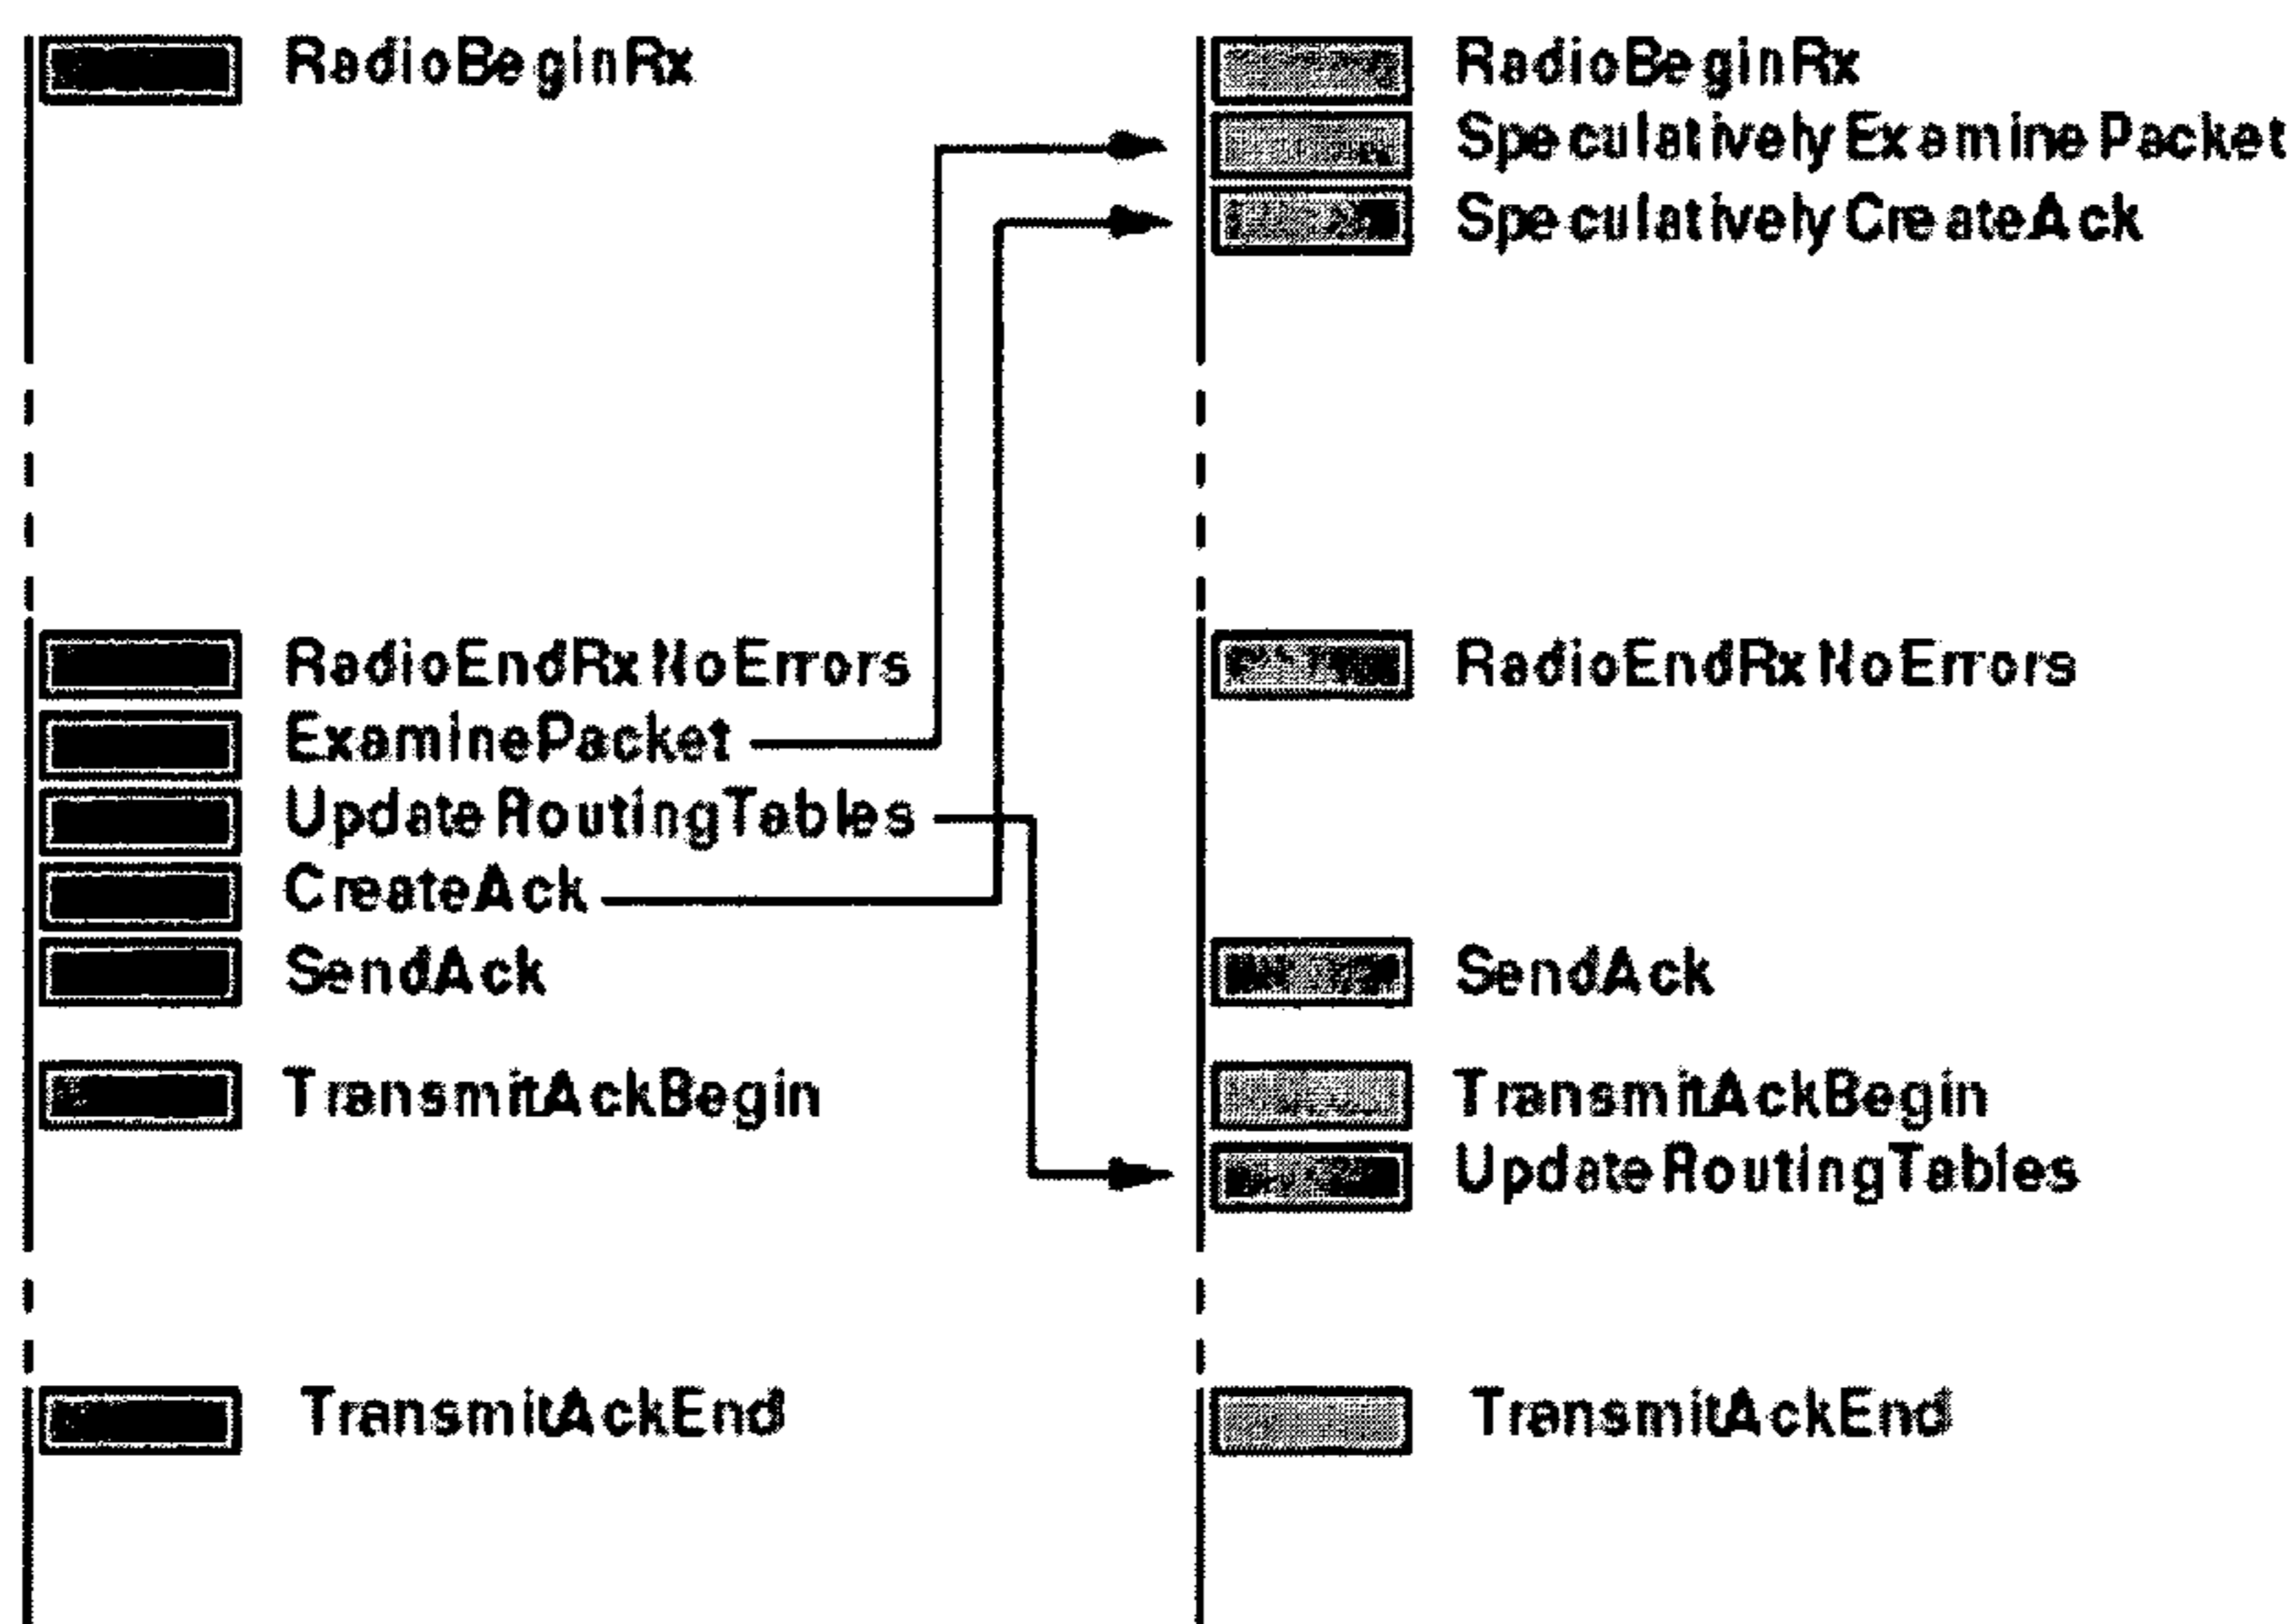 RadioBeginRx
RadioEndRxNoErrors
ExaminePacket
UpdateRoutingTables
CreateAck
SendAck
TransmitAckBegin
TransmitAckEnd
RadioBeginRx
SpeculativelyExaminePacket
SpeculativelyCreateAck
RadioEndRxNoErrors
SendAck
TransmitAckBegin
UpdateRoutingTables
TransmitAckEnd